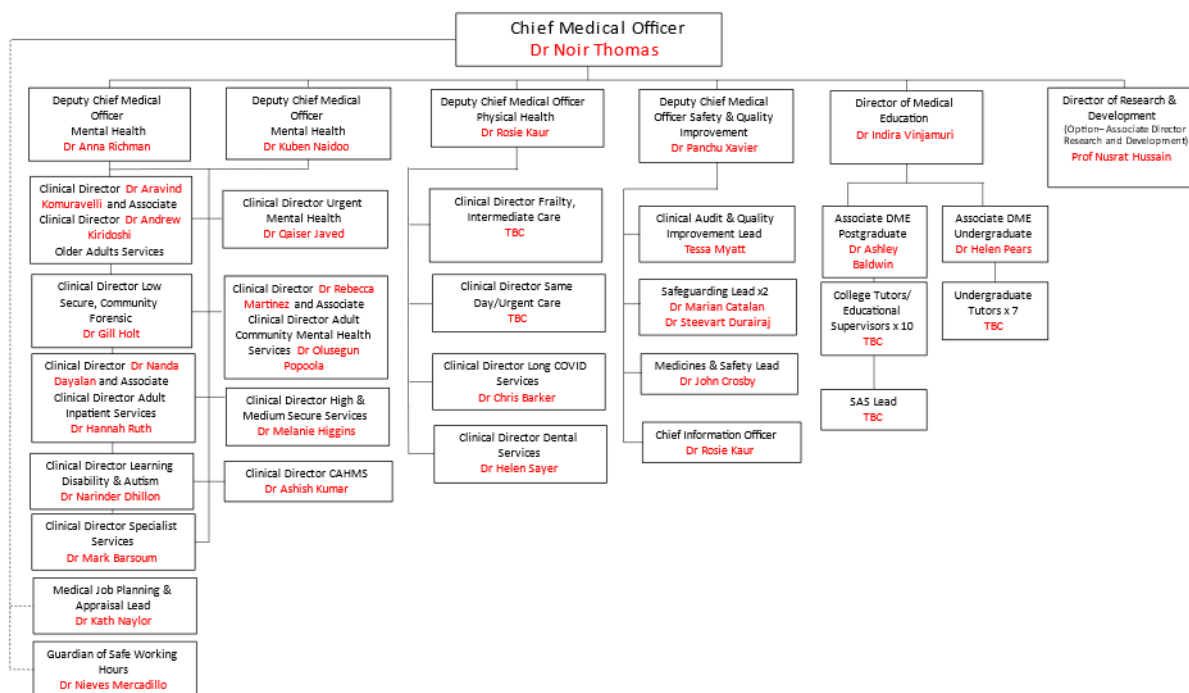 Chief Medical Officer
Dr Noir Thomas
Deputy Chief Medical
Officer
Mental Health
Dr Anna Richman
Deputy Chief Medical
Officer
Mental Health
Dr Kuben Naidoo
Deputy Chief Medical Officer
Physical Health
Dr Rosie Kaur
Deputy Chief Medical
Officer Safety & Quality
Improvement
Dr Panchu Xavier
Director of Medical
Education
Dr Indira Vinjamuri
Director of Research &
Development
(Option–Associate Director
Research and Development)
Prof Nusrat Hussain
Clinical Director Dr Aravind
Komuravelli and Associate
Clinical Director Dr Andrew
Kiridoshi
Older Adults Services
Clinical Director Low
Secure, Community
Forensic
Dr Gill Holt
Clinical Director Dr Nanda
Dayalan and Associate
Clinical Director Adult
Inpatient Services
Dr Hannah Ruth
Clinical Director Learning
Disability & Autism
Dr Narinder Dhillon
Clinical Director Specialist
Services
Dr Mark Barsoum
Medical Job Planning &
Appraisal Lead
Dr Kath Naylor
Guardian of Safe Working
Hours
Dr Nieves Mercadillo
Clinical Director Urgent
Mental Health
Dr Qaiser Javed
Clinical Director Dr Rebecca
Martinez and Associate
Clinical Director Adult
Community Mental Health
Services Dr Olusegun
Popoola
Clinical Director High &
Medium Secure Services
Dr Melanie Higgins
Clinical Director CAHMS
Dr Ashish Kumar
Clinical Director Frailty,
Intermediate Care
TBC
Clinical Director Same
Day/Urgent Care
TBC
Clinical Director Long COVID
Services
Dr Chris Barker
Clinical Director Dental
Services
Dr Helen Sayer
Clinical Audit & Quality
Improvement Lead
Tessa Myatt
Safeguarding Lead x2
Dr Marian Catalan
Dr Steevart Durairaj
Medicines & Safety Lead
Dr John Crosby
Chief Information Officer
Dr Rosie Kaur
Associate DME
Postgraduate
Dr Ashley
Baldwin
College Tutors/
Educational
Supervisors x 10
TBC
SAS Lead
TBC
Associate DME
Undergraduate
Dr Helen Pears
Undergraduate
Tutors x 7
TBC